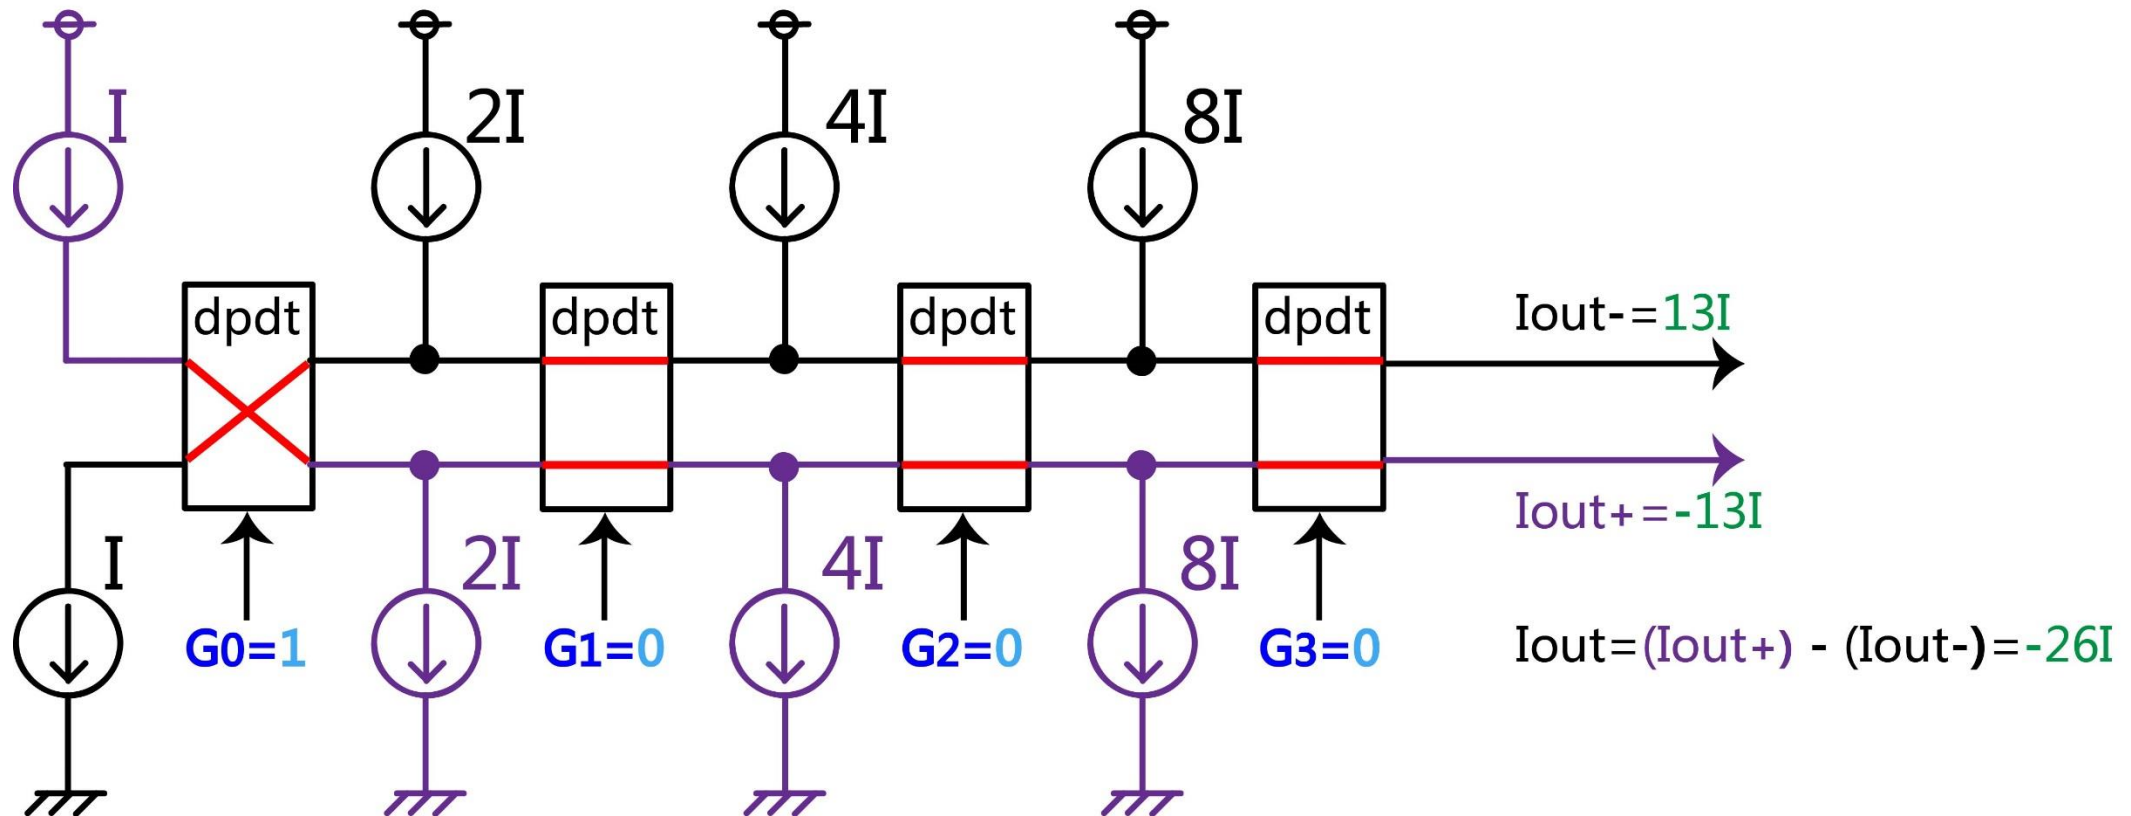 I
2I
4I
8I
dpdt
dpdt
dpdt
dpdt
Iout-=13I
Iout+=-13I
I
2I
4I
8I
G0=1
G1=0
G2=0
G3=0
Iout=(Iout+) - (Iout-)=-26I